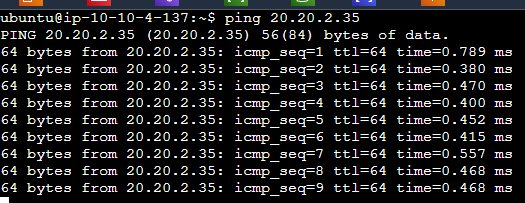 ubuntu@ip-10-10-4-137:~$ ping 20.20.2.35
PING 20.20.2.35 (20.20.2.35) 56(84) bytes of data.
64 bytes from 20.20.2.35: icmp_seq=1 ttl=64 time=0.789 ms
64 bytes from 20.20.2.35: icmp_seq=2 ttl=64 time=0.380 ms
64 bytes from 20.20.2.35: icmp_seq=3 ttl=64 time=0.470 ms
64 bytes from 20.20.2.35: icmp_seq=4 ttl=64 time=0.400 ms
64 bytes from 20.20.2.35: icmp_seq=5 ttl=64 time=0.452 ms
64 bytes from 20.20.2.35: icmp_seq=6 ttl=64 time=0.415 ms
64 bytes from 20.20.2.35: icmp_seq=7 ttl=64 time=0.557 ms
64 bytes from 20.20.2.35: icmp_seq=8 ttl=64 time=0.468 ms
64 bytes from 20.20.2.35: icmp_seq=9 ttl=64 time=0.468 ms